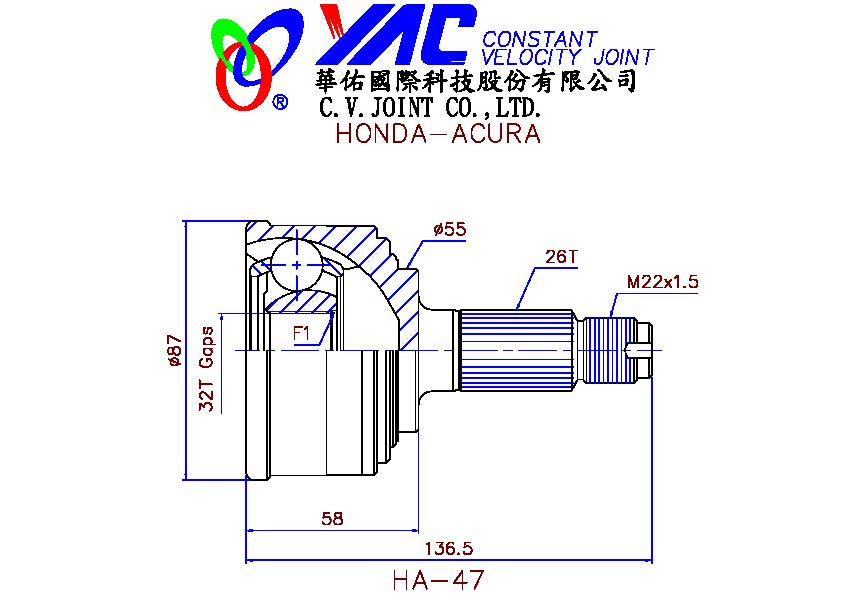 YAC CONSTANT
VELOCITY JOINT
®
華佑國際科技股份有限公司
C.V.JOINT CO.,LTD.
HONDA-ACURA
ø55
26T
M22x1.5
F1
ø87
32T Gaps
58
136.5
HA-47